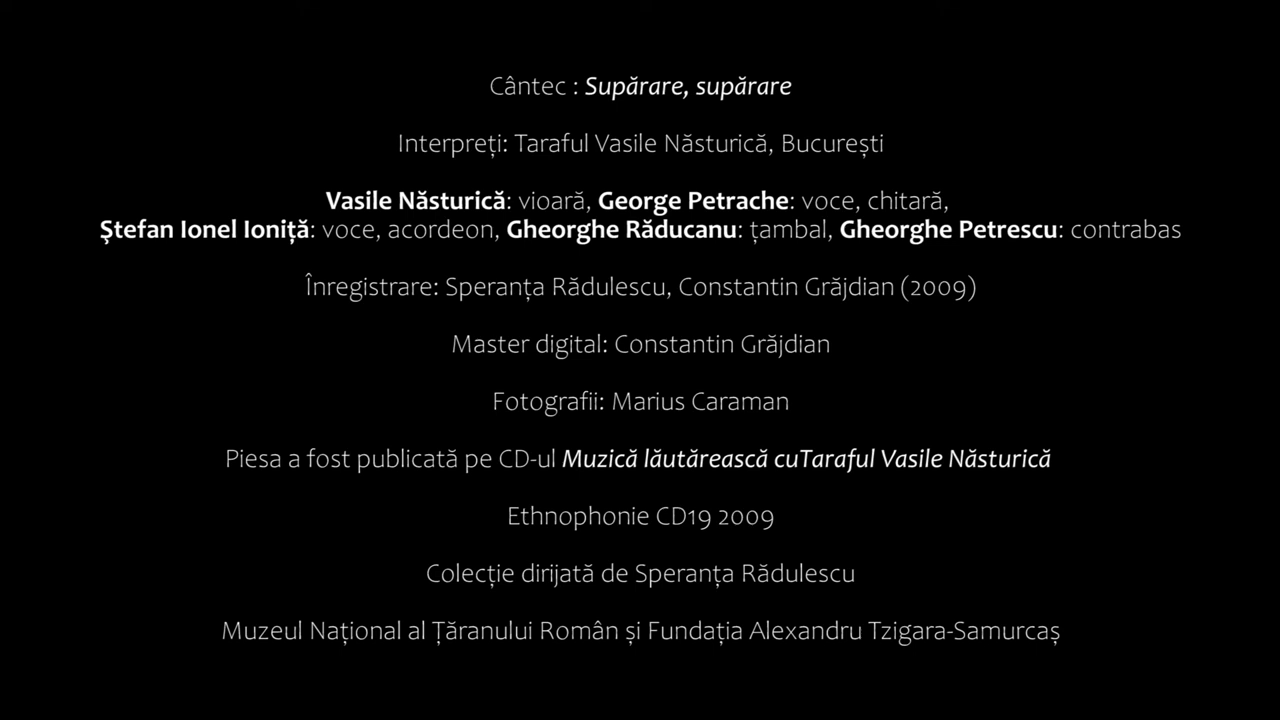 Cântec : Supărare, supărare
Interpreți: Taraful Vasile Năsturică, București
Vasile Năsturică: vioară, George Petrache: voce, chitară,
Ştefan Ionel Ioniță: voce, acordeon, Gheorghe Răducanu: țambal, Gheorghe Petrescu: contrabas
Înregistrare: Speranța Rădulescu, Constantin Grăjdian (2009)
Master digital: Constantin Grăjdian
Fotografii: Marius Caraman
Piesa a fost publicată pe CD-ul Muzică lăutărească cuTaraful Vasile Năsturică
Ethnophonie CD19 2009
Colecție dirijată de Speranța Rădulescu
Muzeul Național al Țăranului Român și Fundația Alexandru Tzigara-Samurcaș